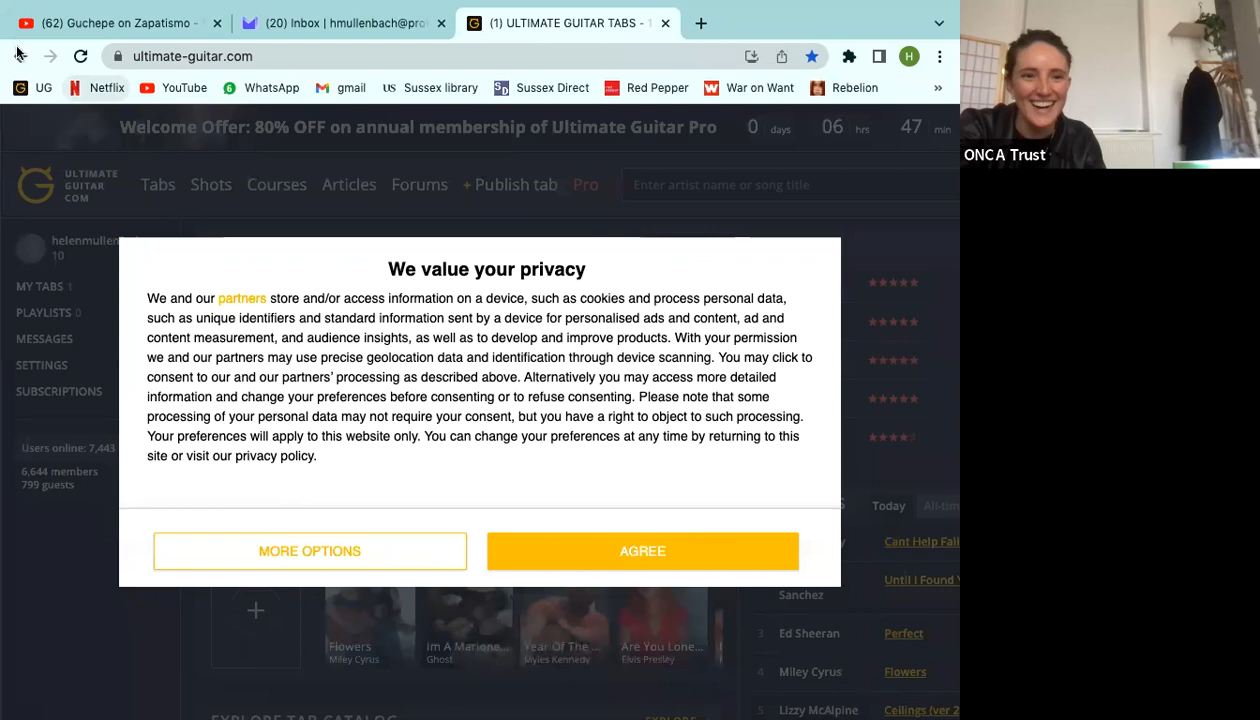 (62) Guchepe on Zapatismo -
(20) Inbox | hmullenbach@pro
(1) ULTIMATE GUITAR TABS - 1
ultimate-guitar.com
H
UG
Netflix
YouTube
WhatsApp
gmail
US Sussex library
Sussex Direct
Red Pepper
War on Want
Rebelion
»
Welcome Offer: 80% OFF on annual membership of Ultimate Guitar Pro
0 days 06 hrs 47 min
ONCA Trust
ULTIMATE
GUITAR
COM
Tabs
Shots
Courses
Articles
Forums
+ Publish tab
Pro
Enter artist name or song title
helenmullen
10
MY TABS 1
PLAYLISTS 0
MESSAGES
SETTINGS
SUBSCRIPTIONS
Users online: 7,443
6,644 members
799 guests
We value your privacy
We and our partners store and/or access information on a device, such as cookies and process personal data,
such as unique identifiers and standard information sent by a device for personalised ads and content, ad and
content measurement, and audience insights, as well as to develop and improve products. With your permission
we and our partners may use precise geolocation data and identification through device scanning. You may click to
consent to our and our partners' processing as described above. Alternatively you may access more detailed
information and change your preferences before consenting or to refuse consenting. Please note that some
processing of your personal data may not require your consent, but you have a right to object to such processing.
Your preferences will apply to this website only. You can change your preferences at any time by returning to this
site or visit our privacy policy.
MORE OPTIONS
AGREE
Today
All-tim
Cant Help Fall
Until I Found Y
Sanchez
3 Ed Sheeran Perfect
4 Miley Cyrus Flowers
5 Lizzy McAlpine Ceilings (ver 2
Flowers
Miley Cyrus
Im A Marione...
Ghost
Year Of The ...
Myles Kennedy
Are You Lone...
Elvis Presley
EXPLORE TAB CATALOG
EXPLORE